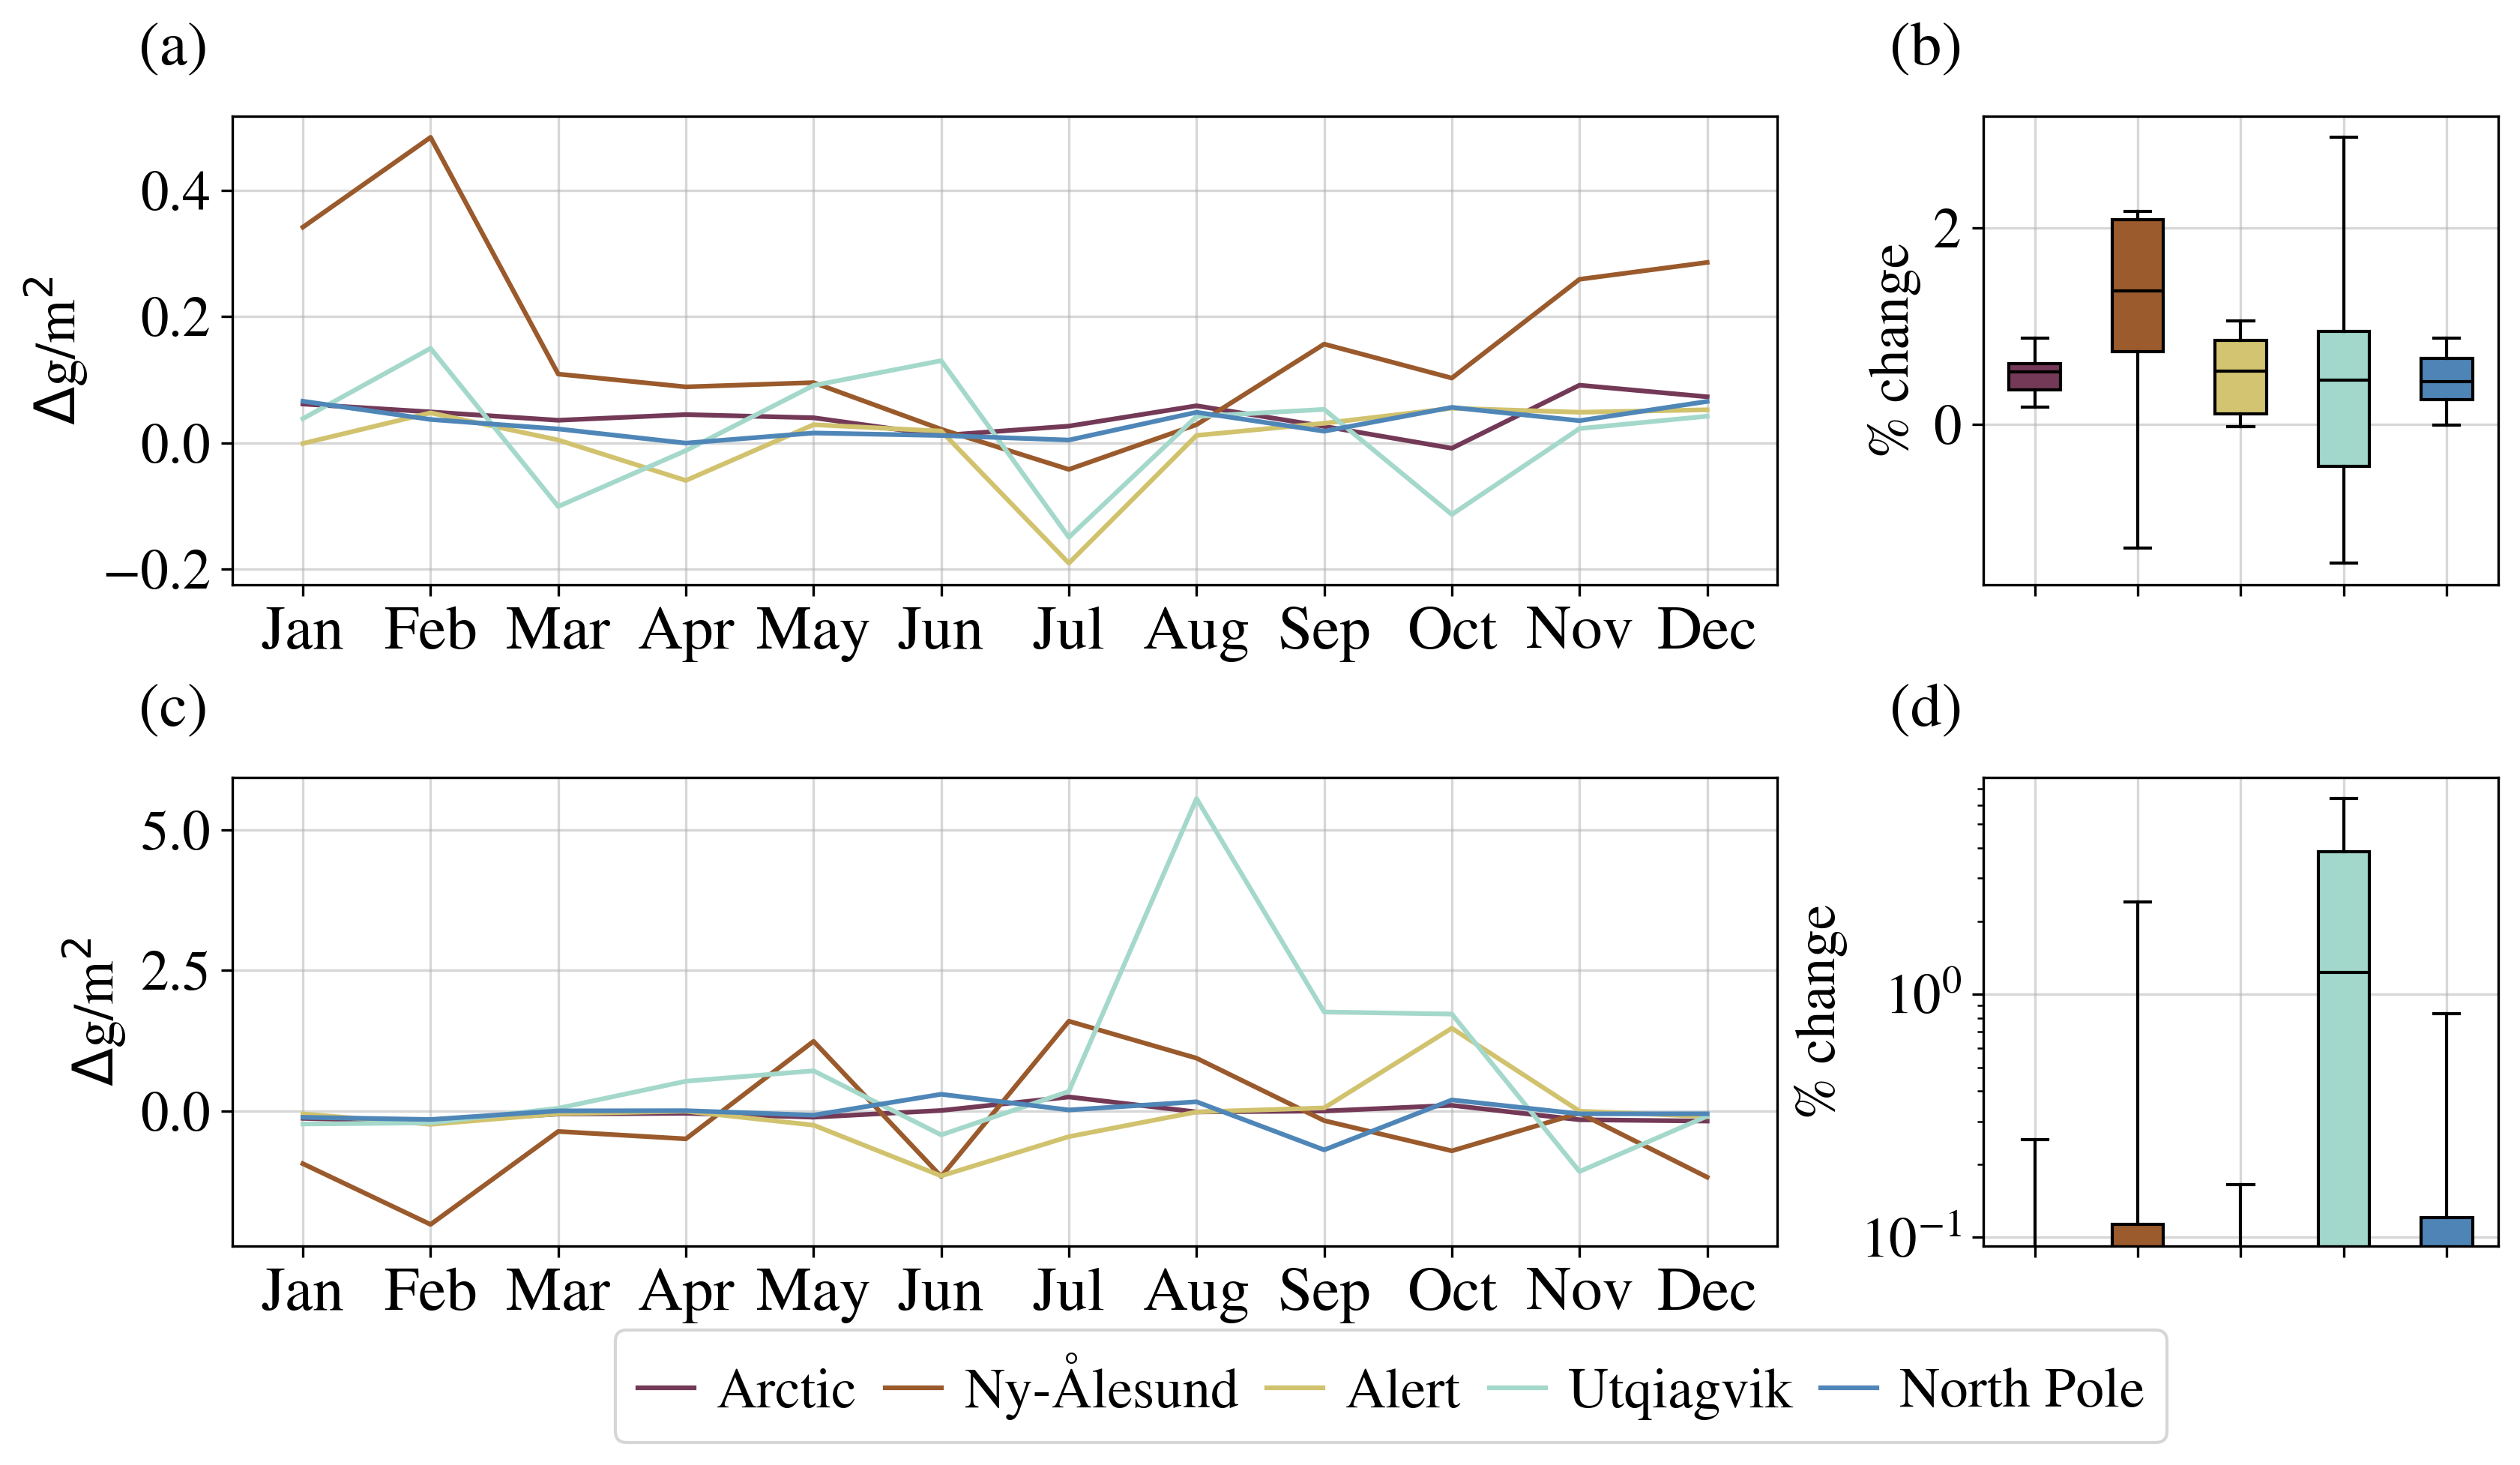 (a)
Δg/m²
0.4
0.2
0.0
−0.2
Jan Feb Mar Apr May Jun Jul Aug Sep Oct Nov Dec
(b)
% change
2
0
(c)
Δg/m²
5.0
2.5
0.0
Jan Feb Mar Apr May Jun Jul Aug Sep Oct Nov Dec
(d)
% change
10⁰
10⁻¹
Arctic Ny-Ålesund Alert Utqiagvik North Pole